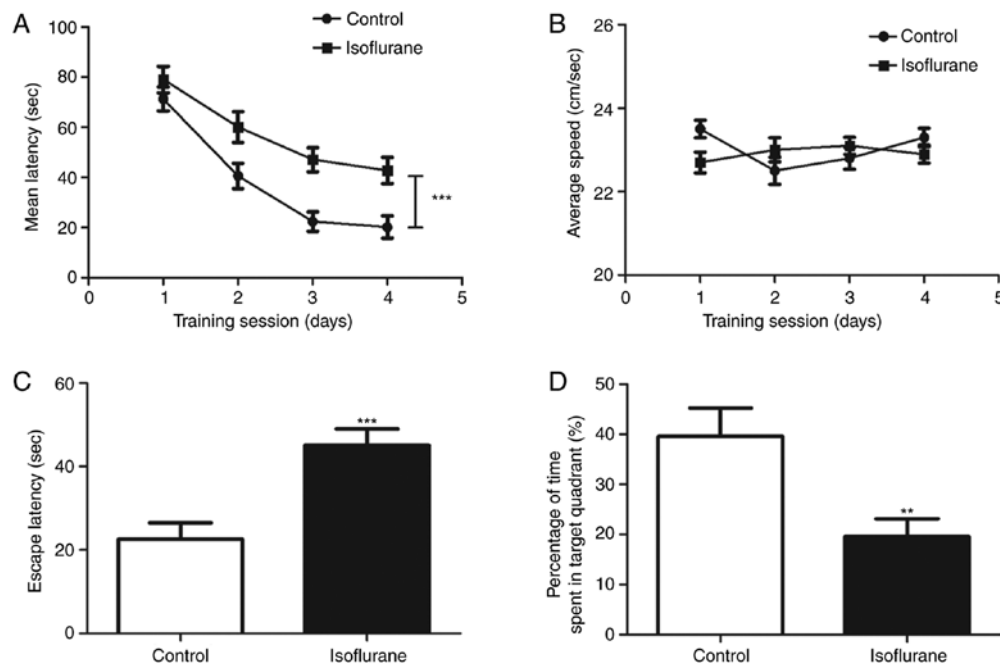 A
Control
Isoflurane
Mean latency (sec)
100
80
60
40
20
0
0 1 2 3 4 5
Training session (days)
***
B
Control
Isoflurane
Average speed (cm/sec)
26
24
22
20
0 1 2 3 4 5
Training session (days)
C
Escape latency (sec)
60
40
20
0
***
Control Isoflurane
D
Percentage of time
spent in target quadrant (%)
50
40
30
20
10
0
**
Control Isoflurane